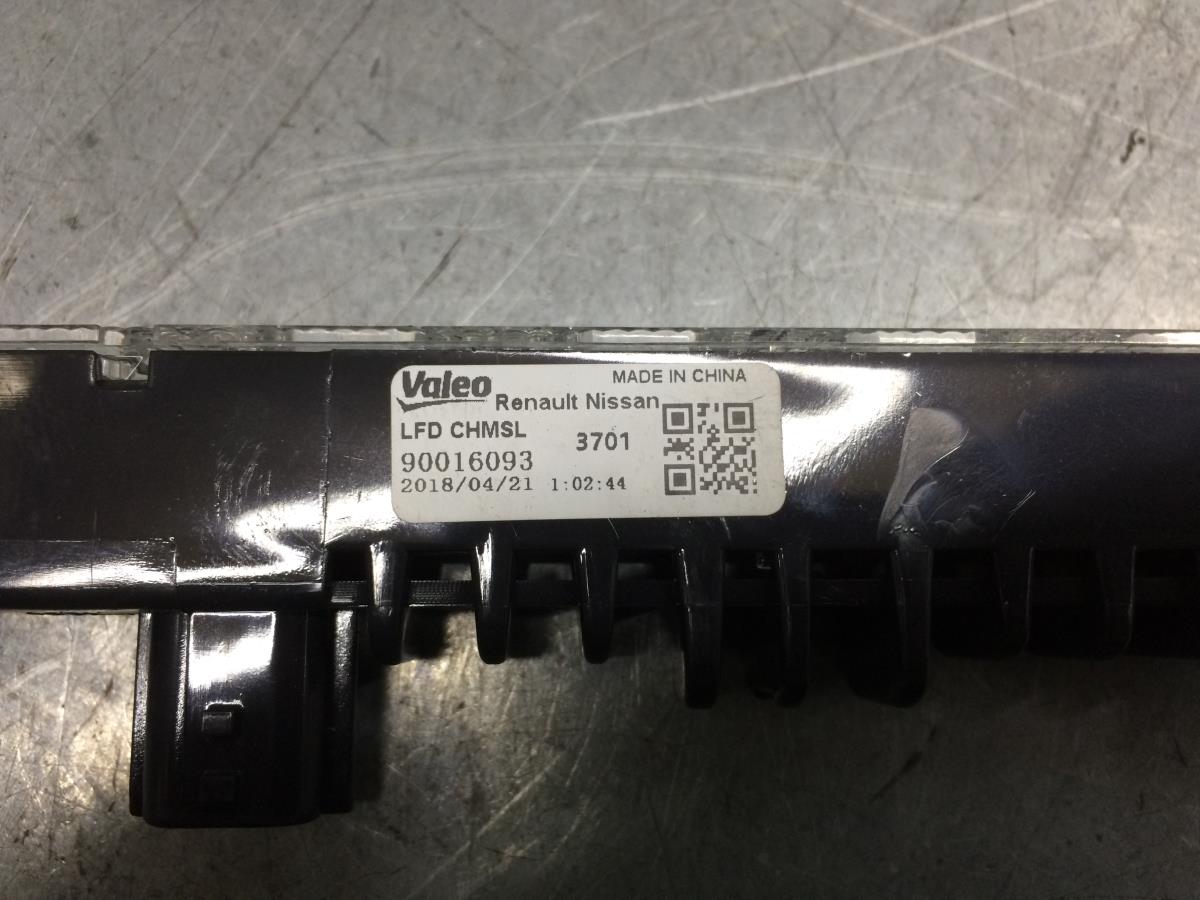 Valeo MADE IN CHINA
Renault Nissan
LFD CHMSL 3701
90016093
2018/04/21 1:02:44